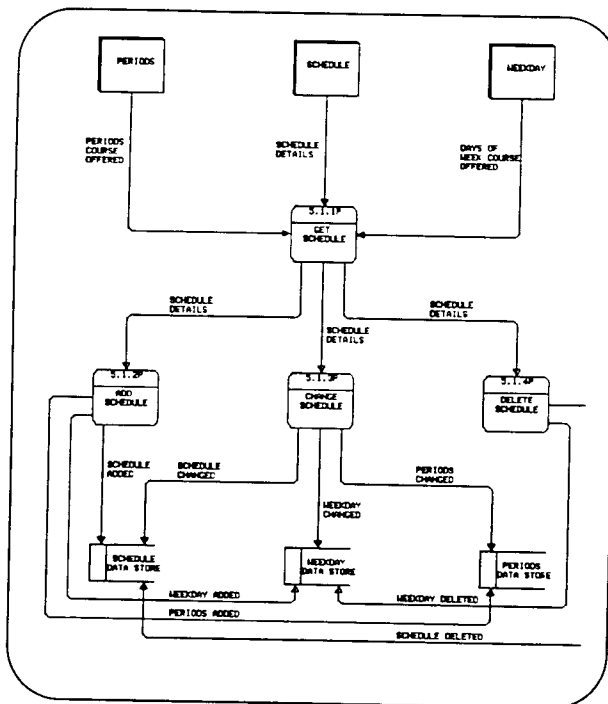 PERIODS
SCHEDULE
WEEKDAY
PERIODS
COURSE
OFFERED
SCHEDULE
DETAILS
DAYS OF
WEEK COURSE
OFFERED
5.1.1P
GET
SCHEDULE
SCHEDULE
DETAILS
SCHEDULE
DETAILS
SCHEDULE
DETAILS
5.1.2P
ADD
SCHEDULE
5.1.3P
CHANGE
SCHEDULE
5.1.4P
DELETE
SCHEDULE
SCHEDULE
ADDED
SCHEDULE
CHANGED
WEEKDAY
CHANGED
PERIODS
CHANGED
SCHEDULE
DATA STORE
WEEKDAY
DATA STORE
PERIODS
DATA STORE
WEEKDAY ADDED
WEEKDAY DELETED
PERIODS ADDED
SCHEDULE DELETED